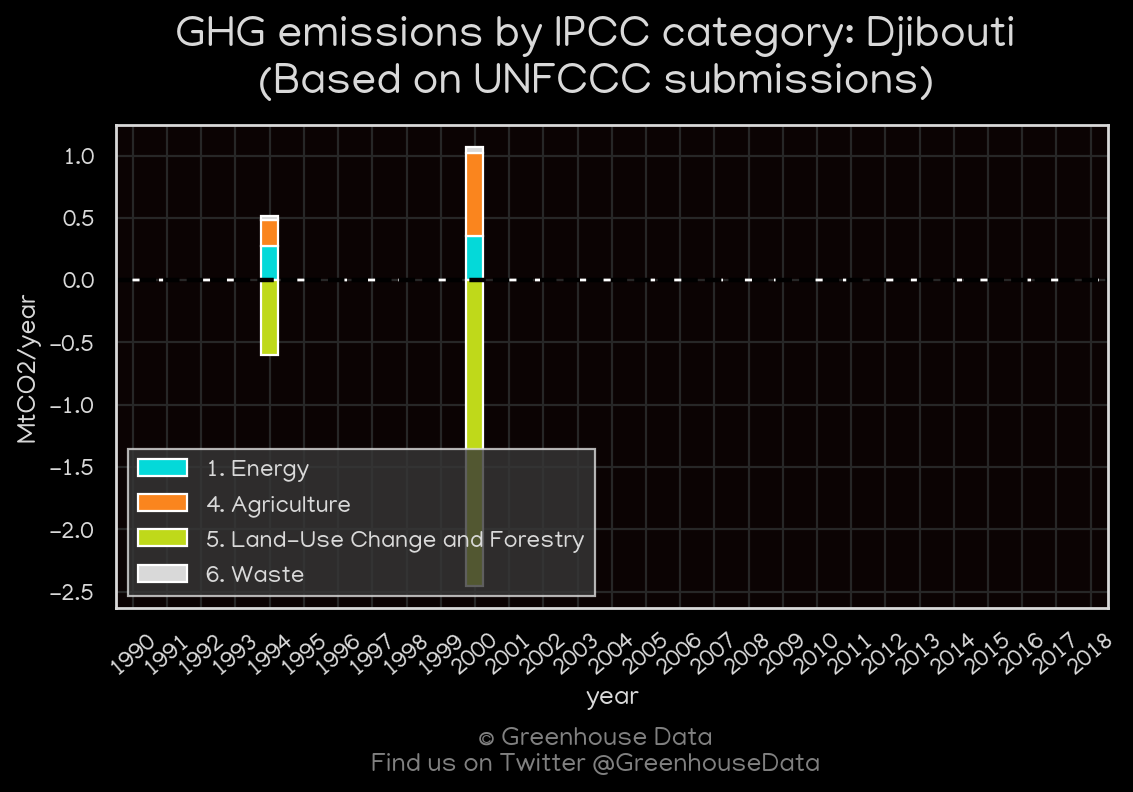 GHG emissions by IPCC category: Djibouti
(Based on UNFCCC submissions)
MtCO2/year
1.0
0.5
0.0
−0.5
−1.0
−1.5
−2.0
−2.5
1. Energy
4. Agriculture
5. Land−Use Change and Forestry
6. Waste
1990 1991 1992 1993 1994 1995 1996 1997 1998 1999 2000 2001 2002 2003 2004 2005 2006 2007 2008 2009 2010 2011 2012 2013 2014 2015 2016 2017 2018
year
© Greenhouse Data
Find us on Twitter @GreenhouseData